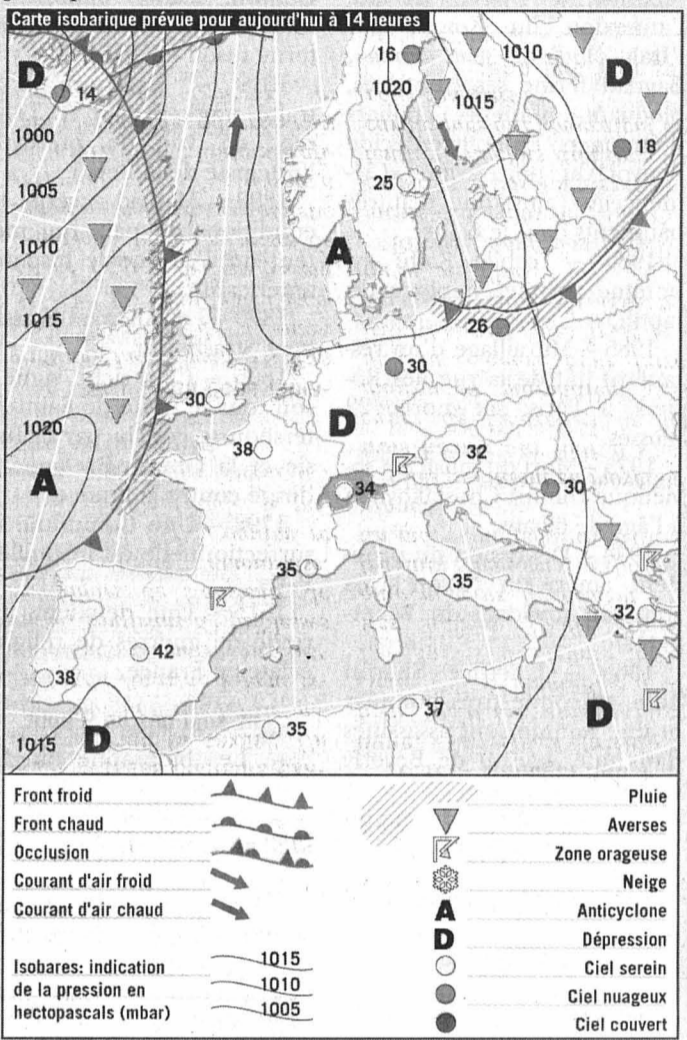 Carte isobarique prévue pour aujourd'hui à 14 heures
D
14
16
1010
D
1020
1015
1000
18
1005
25
1010
A
1015
26
30
30
1020
D
38
32
A
34
30
35
35
32
42
38
37
D
D
35
1015
Front froid
Front chaud
Occlusion
Courant d'air froid
Courant d'air chaud
Isobares: indication
de la pression en
hectopascals (mbar)
1015
1010
1005
Pluie
Averses
Zone orageuse
Neige
A Anticyclone
D Dépression
Ciel serein
Ciel nuageux
Ciel couvert